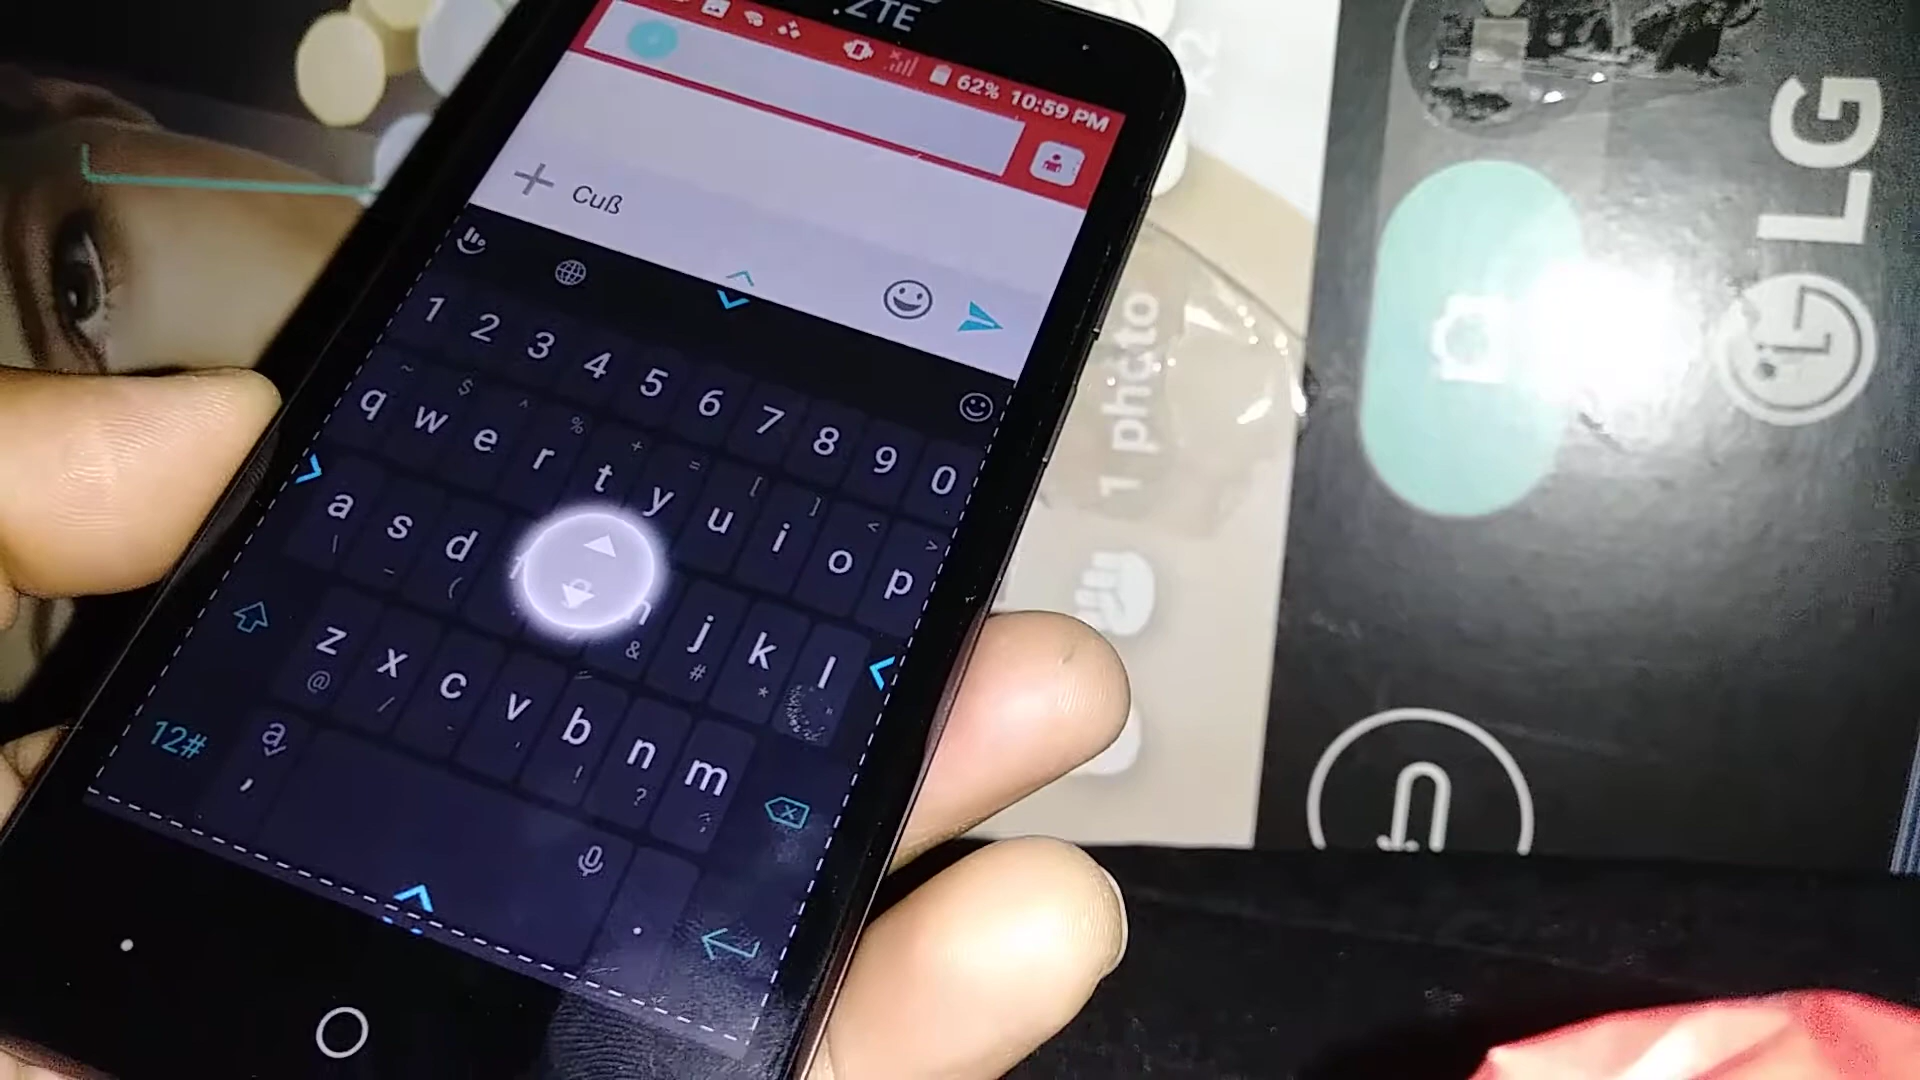 ZTE
62% 10:59 PM
Cuß
1 2 3 4 5 6 7 8 9 0
~ $ ^ % + = [ ] < >
q w e r t y u i o p
a s d j k l
\ _ ( & # * "
z x c v b n m
@ / - ' ! ? ;
12# a , .
LG
LG
1 photo